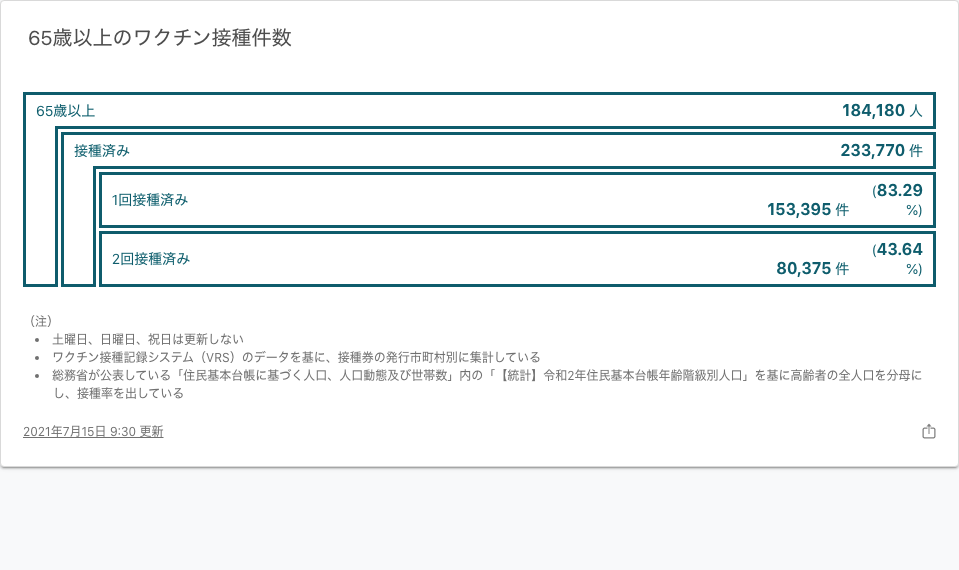 65歳以上のワクチン接種件数
65歳以上 184,180 人
接種済み 233,770 件
1回接種済み 153,395 件 (83.29 %)
2回接種済み 80,375 件 (43.64 %)
（注）
• 土曜日、日曜日、祝日は更新しない
• ワクチン接種記録システム（VRS）のデータを基に、接種券の発行市町村別に集計している
• 総務省が公表している「住民基本台帳に基づく人口、人口動態及び世帯数」内の「【統計】令和2年住民基本台帳年齢階級別人口」を基に高齢者の全人口を分母に
し、接種率を出している
2021年7月15日 9:30 更新